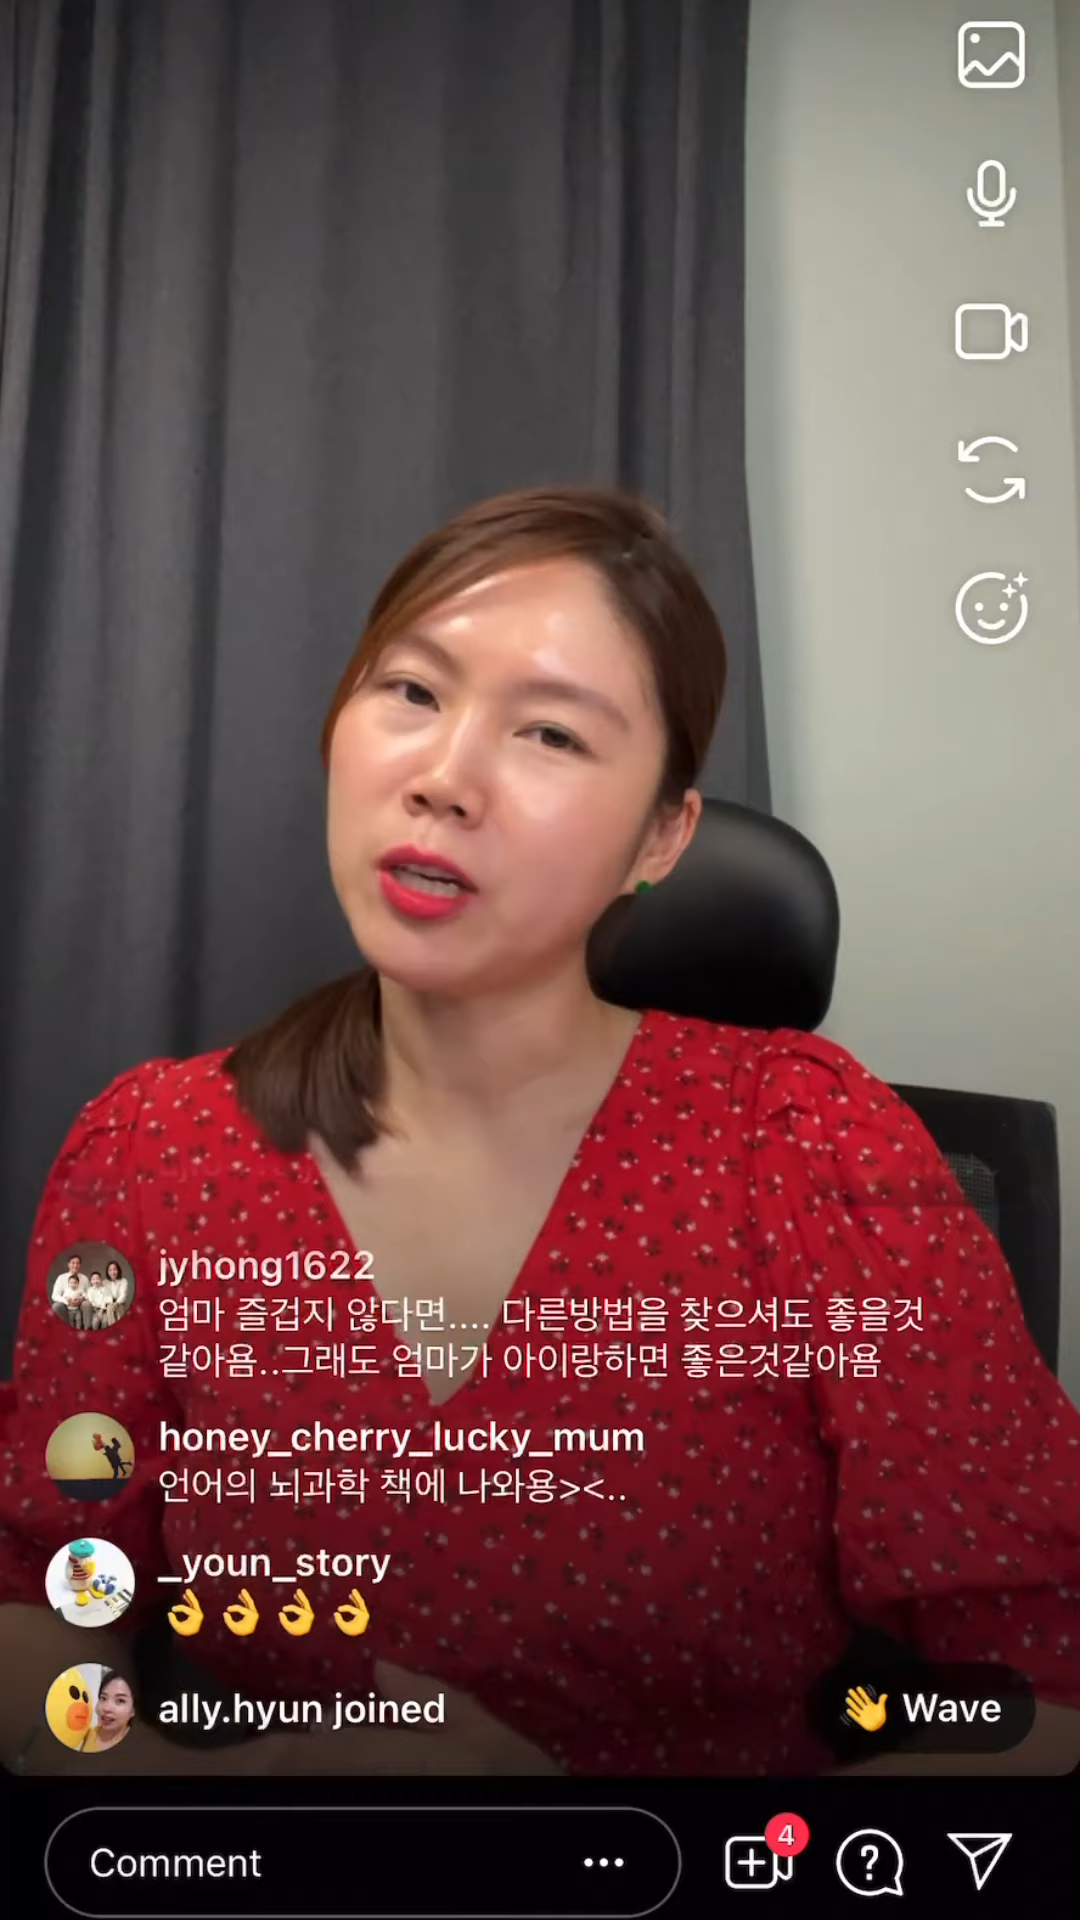 jyhong1622
엄마 즐겁지 않다면.... 다른방법을 찾으셔도 좋을것
같아욤..그래도 엄마가 아이랑하면 좋은것같아욤
honey_cherry_lucky_mum
언어의 뇌과학 책에 나와용><..
_youn_story
👌👌👌👌
ally.hyun joined
👋 Wave
4
Comment